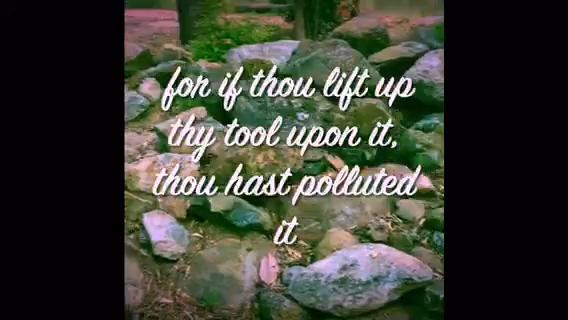 for if thou lift up
thy tool upon it,
thou hast polluted
it